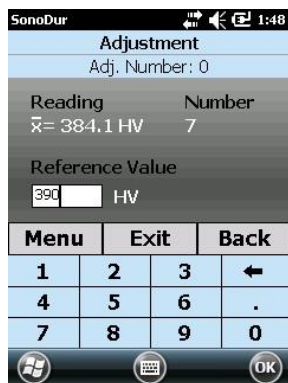 SonoDur 1:48
Adjustment
Adj. Number: 0
Reading Number
x̅= 384.1 HV 7
Reference Value
390 HV
Menu Exit Back
1 2 3 ←
4 5 6 .
7 8 9 0
OK